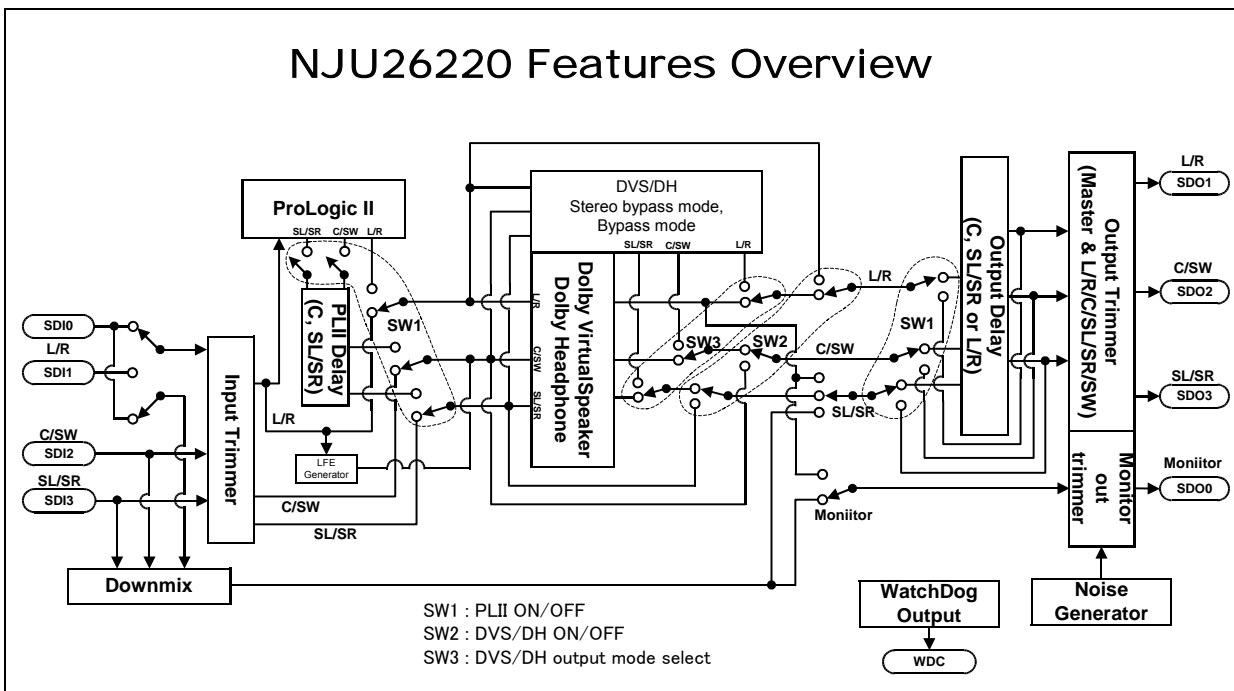 NJU26220 Features Overview
DVS/DH
Stereo bypass mode,
Bypass mode
SL/SR C/SW L/R
ProLogic II
SL/SR C/SW L/R
PLII Delay
(C, SL/SR)
SW1
Dolby VirtualSpeaker
Dolby Headphone
L/R
C/SW
SL/SR
SW3
SW2
L/R
C/SW
SL/SR
SW1
Output Delay
(C, SL/SR or L/R)
Output Trimmer
(Master & L/R/C/SL/SR/SW)
Monitor out
trimmer
L/R
SDO1
C/SW
SDO2
SL/SR
SDO3
Moniitor
SDO0
SDI0
L/R
SDI1
C/SW
SDI2
SL/SR
SDI3
Input Trimmer
L/R
LFE
Generator
C/SW
SL/SR
Moniitor
Downmix
WatchDog
Output
WDC
Noise
Generator
SW1 : PLII ON/OFF
SW2 : DVS/DH ON/OFF
SW3 : DVS/DH output mode select